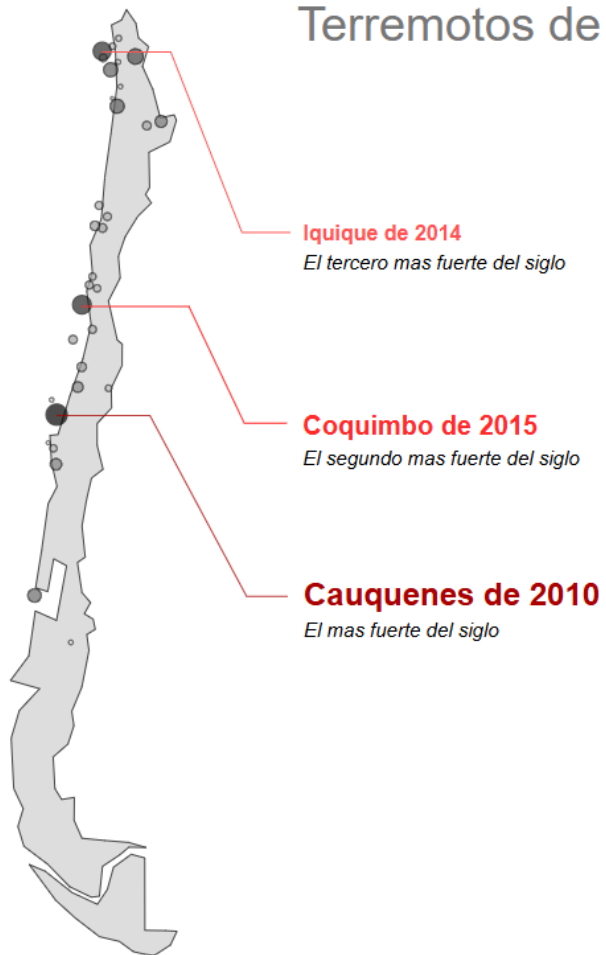 Terremotos de
Iquique de 2014
El tercero mas fuerte del siglo
Coquimbo de 2015
El segundo mas fuerte del siglo
Cauquenes de 2010
El mas fuerte del siglo